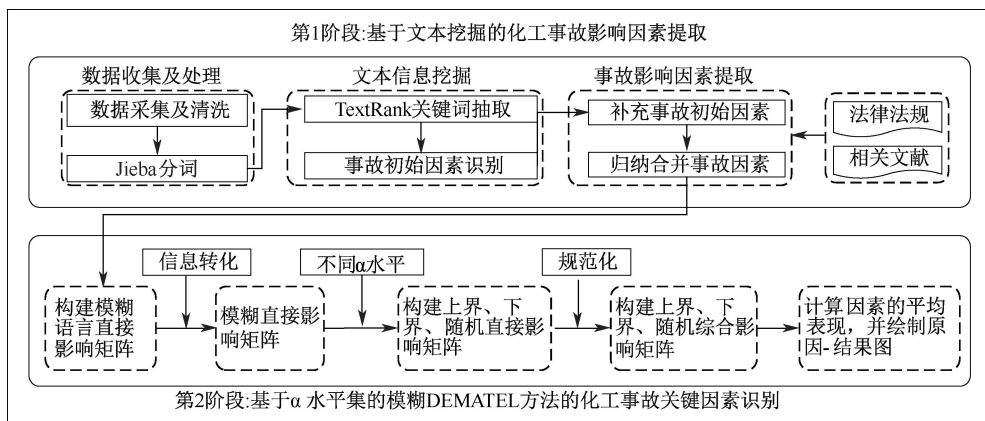 第1阶段:基于文本挖掘的化工事故影响因素提取
数据收集及处理
数据采集及清洗
Jieba分词
文本信息挖掘
TextRank关键词抽取
事故初始因素识别
事故影响因素提取
补充事故初始因素
归纳合并事故因素
法律法规
相关文献
信息转化
不同α水平
规范化
构建模糊
语言直接
影响矩阵
模糊直接影
响矩阵
构建上界、下
界、随机直接影
响矩阵
构建上界、下
界、随机综合影
响矩阵
计算因素的平均
表现，并绘制原
因-结果图
第2阶段:基于α 水平集的模糊DEMATEL方法的化工事故关键因素识别